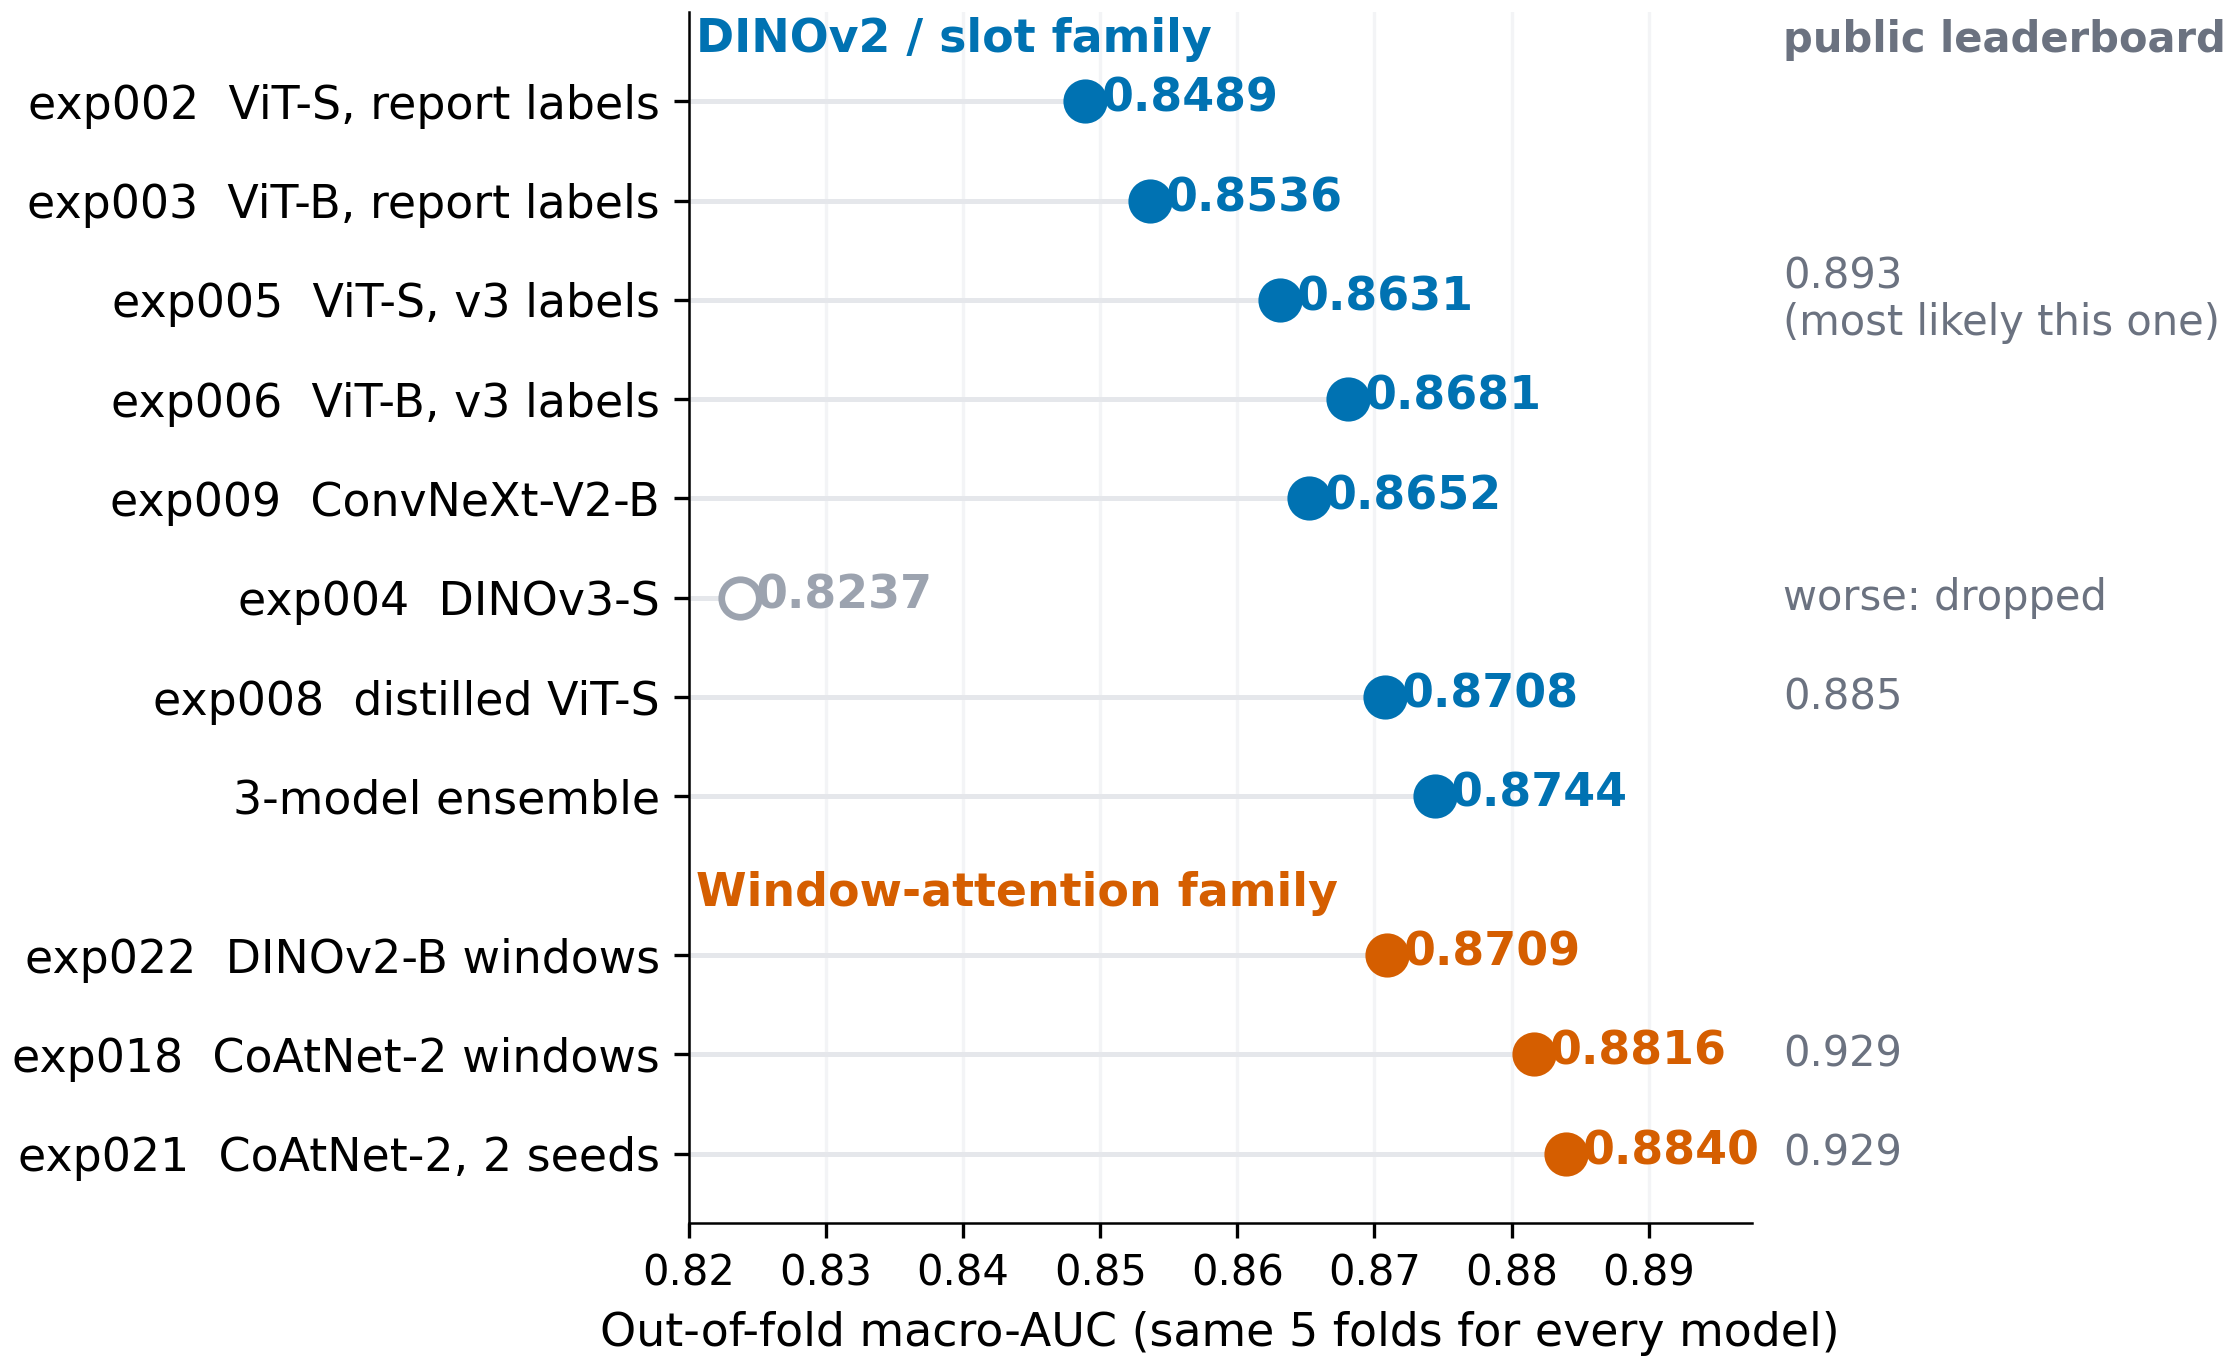 DINOv2 / slot family public leaderboard
exp002 ViT-S, report labels 0.8489
exp003 ViT-B, report labels 0.8536
exp005 ViT-S, v3 labels 0.8631 0.893
(most likely this one)
exp006 ViT-B, v3 labels 0.8681
exp009 ConvNeXt-V2-B 0.8652
exp004 DINOv3-S 0.8237 worse: dropped
exp008 distilled ViT-S 0.8708 0.885
3-model ensemble 0.8744
Window-attention family
exp022 DINOv2-B windows 0.8709
exp018 CoAtNet-2 windows 0.8816 0.929
exp021 CoAtNet-2, 2 seeds 0.8840 0.929
0.82 0.83 0.84 0.85 0.86 0.87 0.88 0.89
Out-of-fold macro-AUC (same 5 folds for every model)